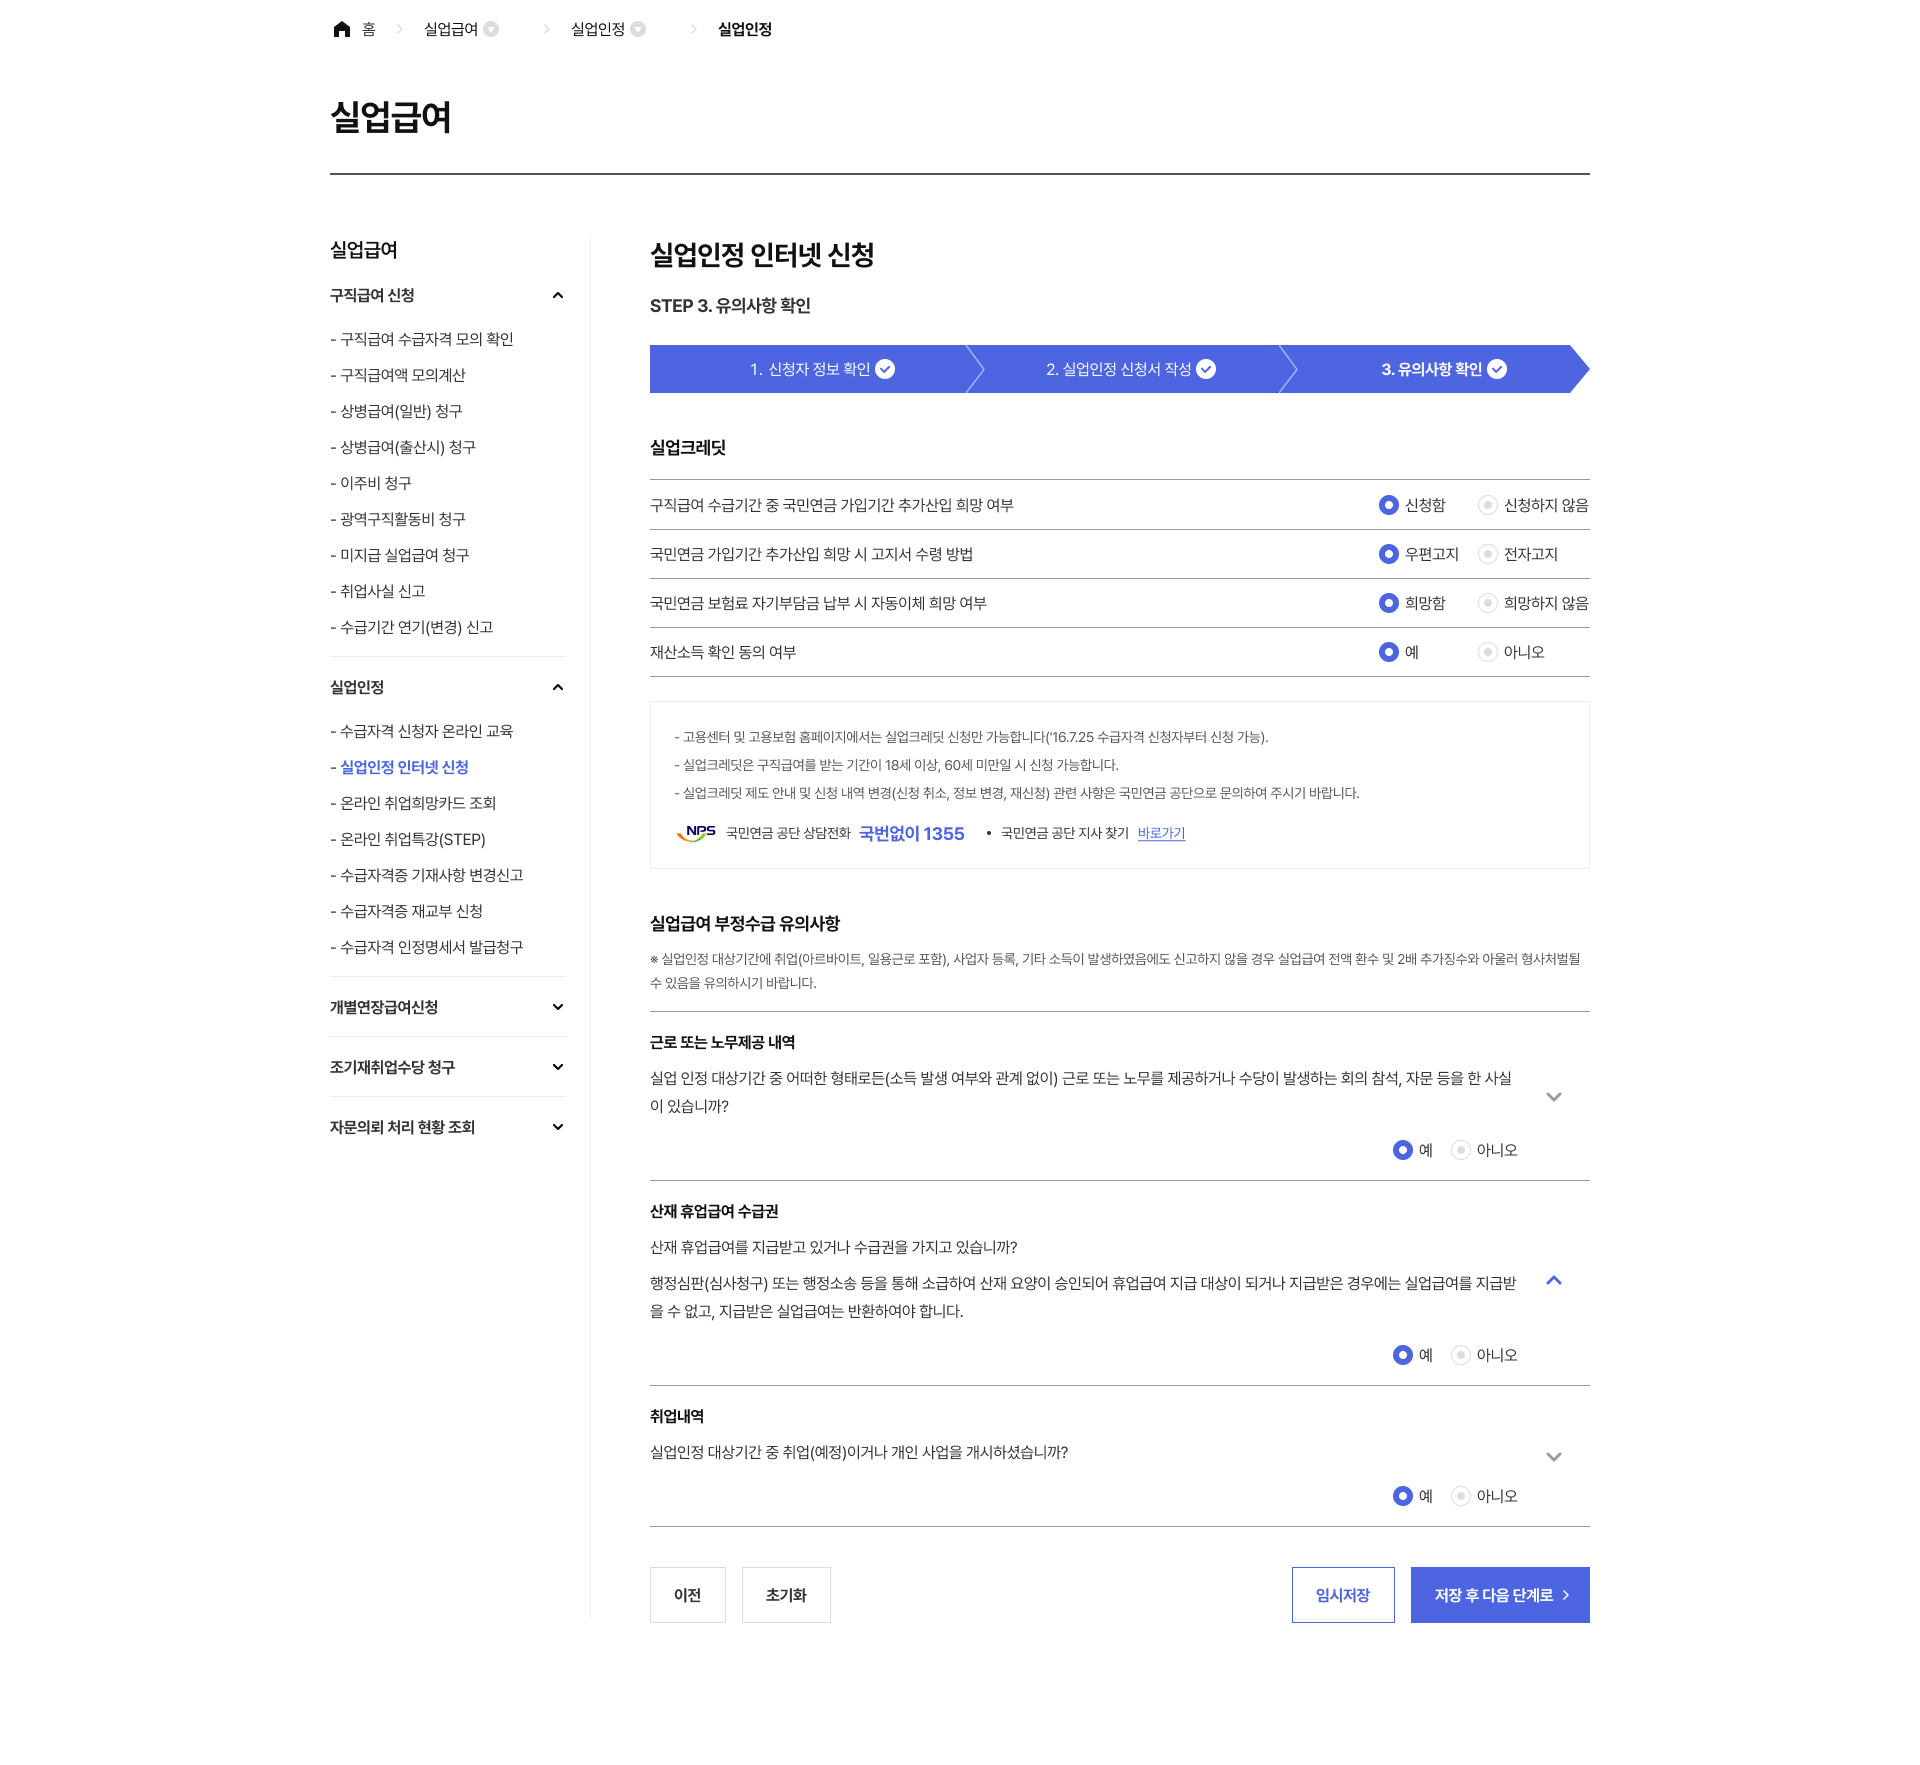 홈 실업급여 실업인정 실업인정
실업급여
실업급여
구직급여 신청
- 구직급여 수급자격 모의 확인
- 구직급여액 모의계산
- 상병급여(일반) 청구
- 상병급여(출산시) 청구
- 이주비 청구
- 광역구직활동비 청구
- 미지급 실업급여 청구
- 취업사실 신고
- 수급기간 연기(변경) 신고
실업인정
- 수급자격 신청자 온라인 교육
- 실업인정 인터넷 신청
- 온라인 취업희망카드 조회
- 온라인 취업특강(STEP)
- 수급자격증 기재사항 변경신고
- 수급자격증 재교부 신청
- 수급자격 인정명세서 발급청구
개별연장급여신청
조기재취업수당 청구
자문의뢰 처리 현황 조회
실업인정 인터넷 신청
STEP 3. 유의사항 확인
1. 신청자 정보 확인 2. 실업인정 신청서 작성 3. 유의사항 확인
실업크레딧
구직급여 수급기간 중 국민연금 가입기간 추가산입 희망 여부 신청함 신청하지 않음
국민연금 가입기간 추가산입 희망 시 고지서 수령 방법 우편고지 전자고지
국민연금 보험료 자기부담금 납부 시 자동이체 희망 여부 희망함 희망하지 않음
재산소득 확인 동의 여부 예 아니오
- 고용센터 및 고용보험 홈페이지에서는 실업크레딧 신청만 가능합니다('16.7.25 수급자격 신청자부터 신청 가능).
- 실업크레딧은 구직급여를 받는 기간이 18세 이상, 60세 미만일 시 신청 가능합니다.
- 실업크레딧 제도 안내 및 신청 내역 변경(신청 취소, 정보 변경, 재신청) 관련 사항은 국민연금 공단으로 문의하여 주시기 바랍니다.
NPS 국민연금 공단 상담전화 국번없이 1355 • 국민연금 공단 지사 찾기 바로가기
실업급여 부정수급 유의사항
※ 실업인정 대상기간에 취업(아르바이트, 일용근로 포함), 사업자 등록, 기타 소득이 발생하였음에도 신고하지 않을 경우 실업급여 전액 환수 및 2배 추가징수와 아울러 형사처벌될
수 있음을 유의하시기 바랍니다.
근로 또는 노무제공 내역
실업 인정 대상기간 중 어떠한 형태로든(소득 발생 여부와 관계 없이) 근로 또는 노무를 제공하거나 수당이 발생하는 회의 참석, 자문 등을 한 사실
이 있습니까?
예 아니오
산재 휴업급여 수급권
산재 휴업급여를 지급받고 있거나 수급권을 가지고 있습니까?
행정심판(심사청구) 또는 행정소송 등을 통해 소급하여 산재 요양이 승인되어 휴업급여 지급 대상이 되거나 지급받은 경우에는 실업급여를 지급받
을 수 없고, 지급받은 실업급여는 반환하여야 합니다.
예 아니오
취업내역
실업인정 대상기간 중 취업(예정)이거나 개인 사업을 개시하셨습니까?
예 아니오
이전 초기화 임시저장 저장 후 다음 단계로